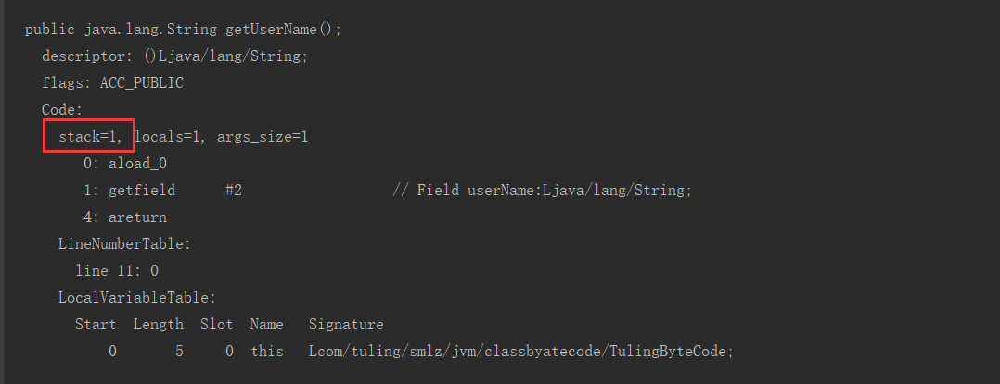 public java.lang.String getUserName();
descriptor: ()Ljava/lang/String;
flags: ACC_PUBLIC
Code:
stack=1, locals=1, args_size=1
0: aload_0
1: getfield #2 // Field userName:Ljava/lang/String;
4: areturn
LineNumberTable:
line 11: 0
LocalVariableTable:
Start Length Slot Name Signature
0 5 0 this Lcom/tuling/smlz/jvm/classbyatecode/TulingByteCode;